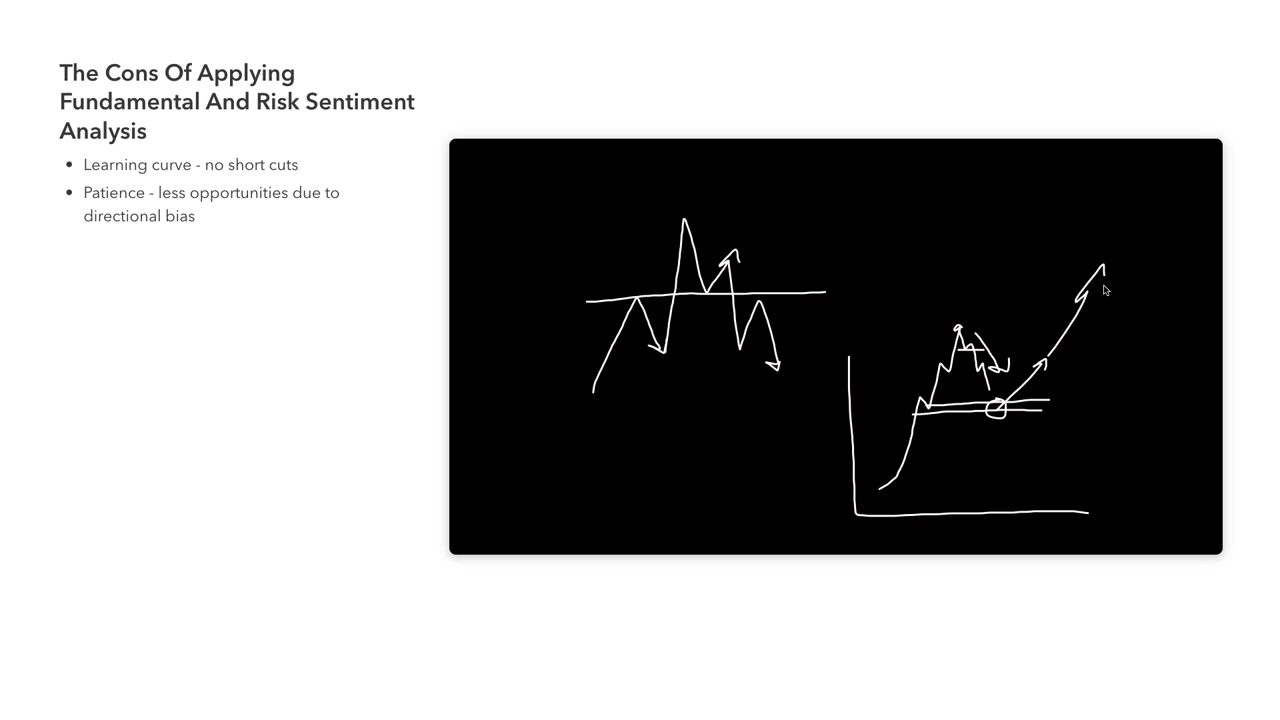 The Cons Of Applying
Fundamental And Risk Sentiment
Analysis
• Learning curve - no short cuts
• Patience - less opportunities due to
directional bias